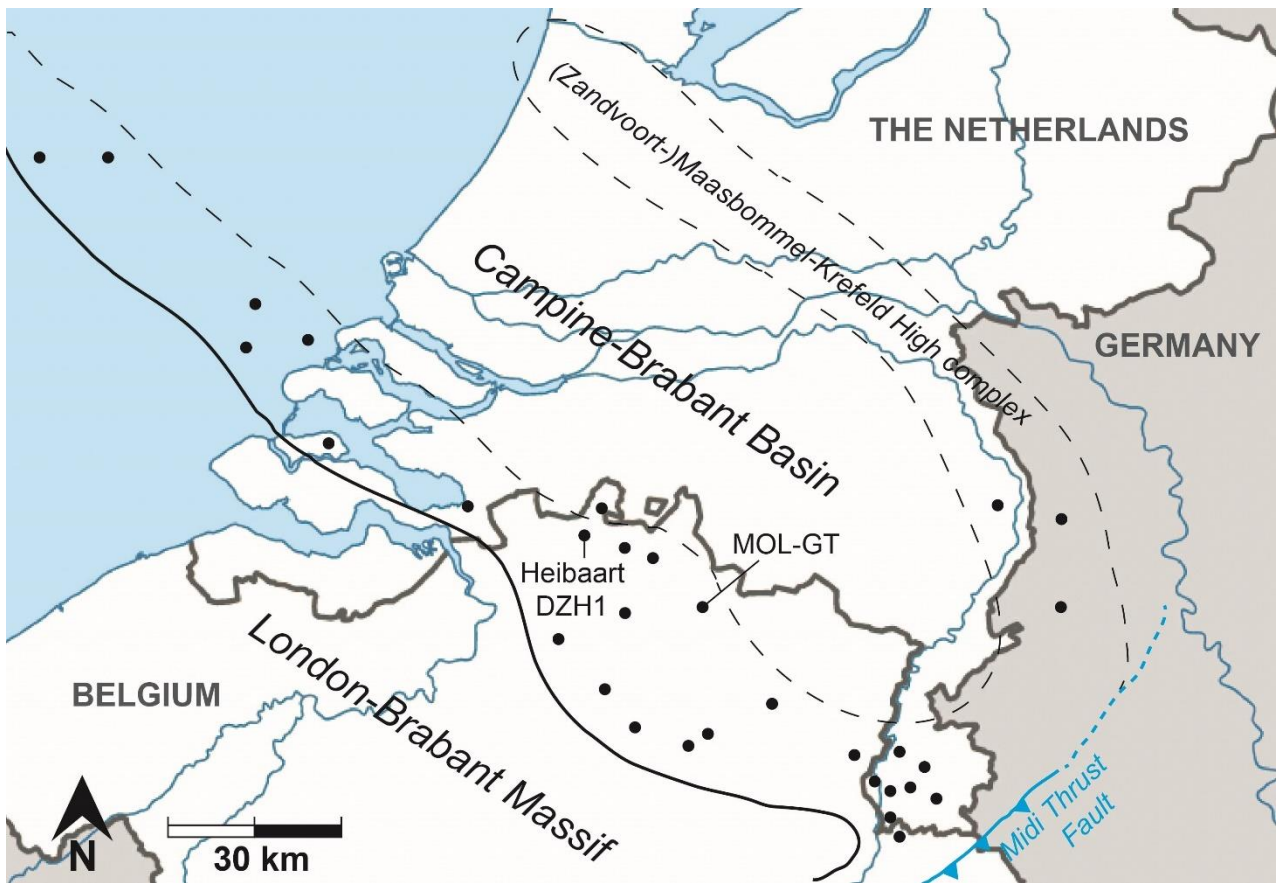 THE NETHERLANDS
(Zandvoort-)Maasbommel-Krefeld High complex
Campine-Brabant Basin
GERMANY
MOL-GT
Heibaart
DZH1
London-Brabant Massif
BELGIUM
Midi Thrust
Fault
N
30 km